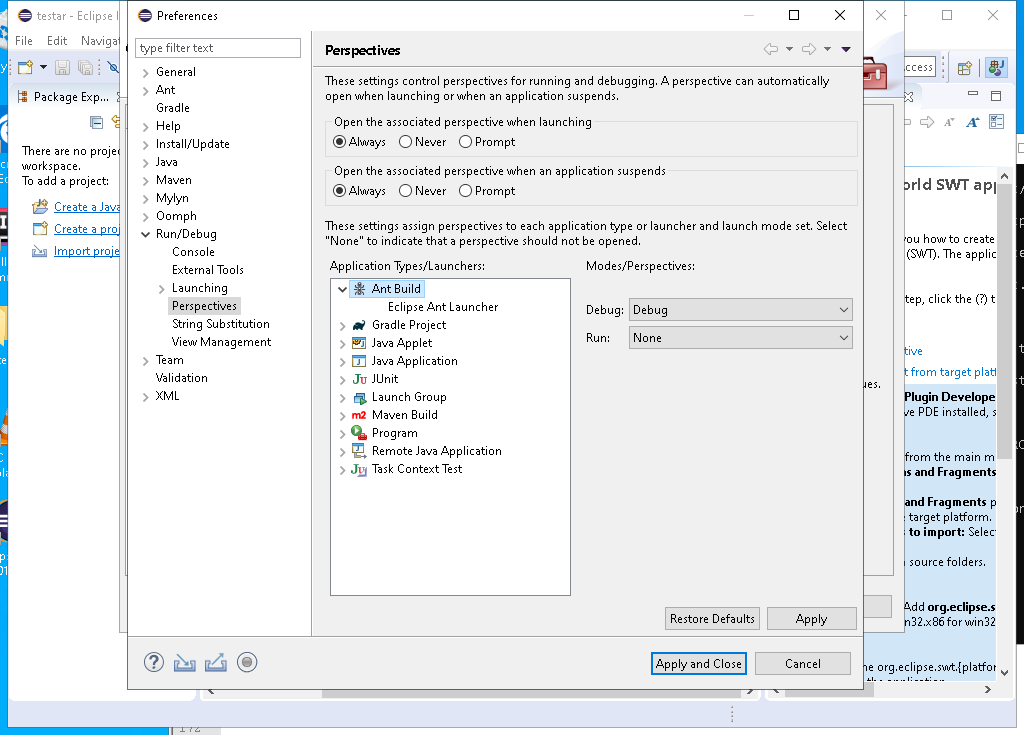 testar - Eclipse I
File Edit Navigat
Package Exp...
There are no proje
workspace.
To add a project:
Create a Java
Create a proj
Import proje
Preferences
type filter text
General
Ant
Gradle
Help
Install/Update
Java
Maven
Mylyn
Oomph
Run/Debug
Console
External Tools
Launching
Perspectives
String Substitution
View Management
Team
Validation
XML
Perspectives
These settings control perspectives for running and debugging. A perspective can automatically
open when launching or when an application suspends.
Open the associated perspective when launching
Always Never Prompt
Open the associated perspective when an application suspends
Always Never Prompt
These settings assign perspectives to each application type or launcher and launch mode set. Select
"None" to indicate that a perspective should not be opened.
Application Types/Launchers:
Ant Build
Eclipse Ant Launcher
Gradle Project
Java Applet
Java Application
JUnit
Launch Group
Maven Build
Program
Remote Java Application
Task Context Test
Modes/Perspectives:
Debug: Debug
Run: None
Restore Defaults Apply
Apply and Close Cancel
ues.
ccess
orld SWT app
you how to create
(SWT). The applic
tep, click the (?) t
tive
t from target platf
Plugin Develope
ve PDE installed, s
from the main m
s and Fragments
and Fragments p
target platform.
to import: Selec
source folders.
Add org.eclipse.s
n32.x86 for win32
he org.eclipse.swt.{platfor
the application
172